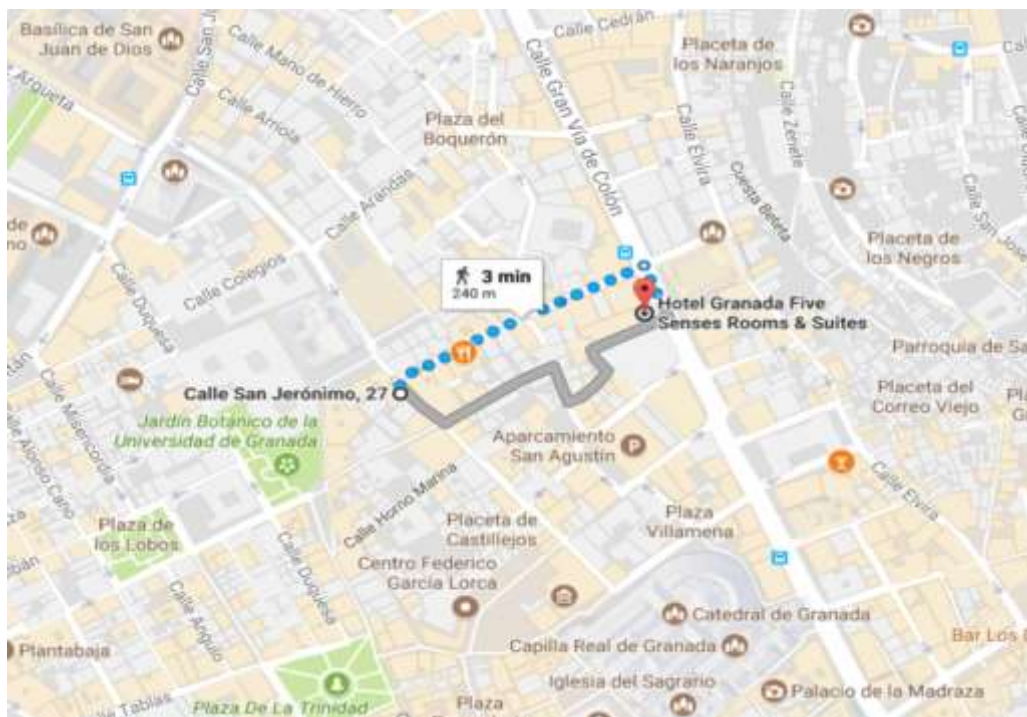 Basílica de San
Juan de Dios
Calle San J
Calle Mano de Hierro
Calle Cedrán
Placeta de
los Naranjos
Argueta
Calle Arriola
Plaza del
Boquerón
Calle Gran Vía de Colón
Calle Elvira
Calle Zenete
Cuesta Beteta
Calle Arandas
Calle San José
Placeta de
los Negros
Calle Colegios
3 min
240 m
Hotel Granada Five
Senses Rooms & Suites
Calle Duquesa
Parroquia de Sa
Calle San Jerónimo, 27
Placeta del
Correo Viejo
Jardín Botánico de la
Universidad de Granada
Calle Misericordia
Alonso Cano
Aparcamiento
San Agustín
P
Calle Horno Marina
Plaza de
los Lobos
Placeta de
Castillejos
Plaza
Villamena
Calle Elvira
Centro Federico
García Lorca
Calle Duquesa
Calle Angulo
Catedral de Granada
Plantabaja
Capilla Real de Granada
Bar Los
Iglesia del Sagrario
Palacio de la Madraza
Calle Tablas
Plaza De La Trinidad
Plaza